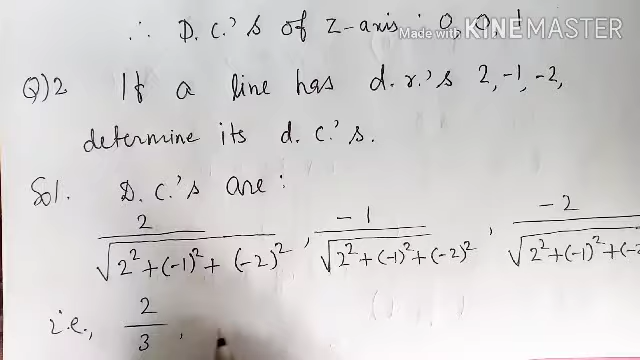 ∴ D.C.'s of Z-axis : 0, 0, 1
Made with KINEMASTER
Q)2 If a line has d.r.'s 2, -1, -2,
determine its d.C.'s.
Sol. D.C.'s are:
2/√(2²+(-1)²+(-2)²), -1/√(2²+(-1)²+(-2)²), -2/√(2²+(-1)²+(-2
i.e., 2/3,